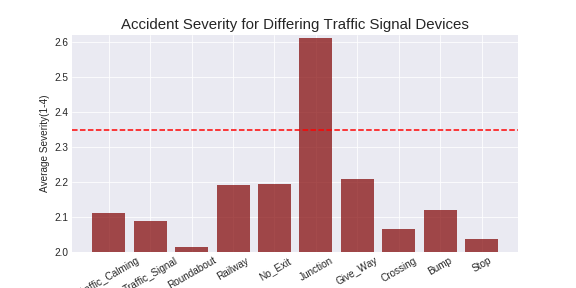 Accident Severity for Differing Traffic Signal Devices
Average Severity(1-4)
2.6
2.5
2.4
2.3
2.2
2.1
2.0
affic_Calming
Traffic_Signal
Roundabout
Railway
No_Exit
Junction
Give_Way
Crossing
Bump
Stop